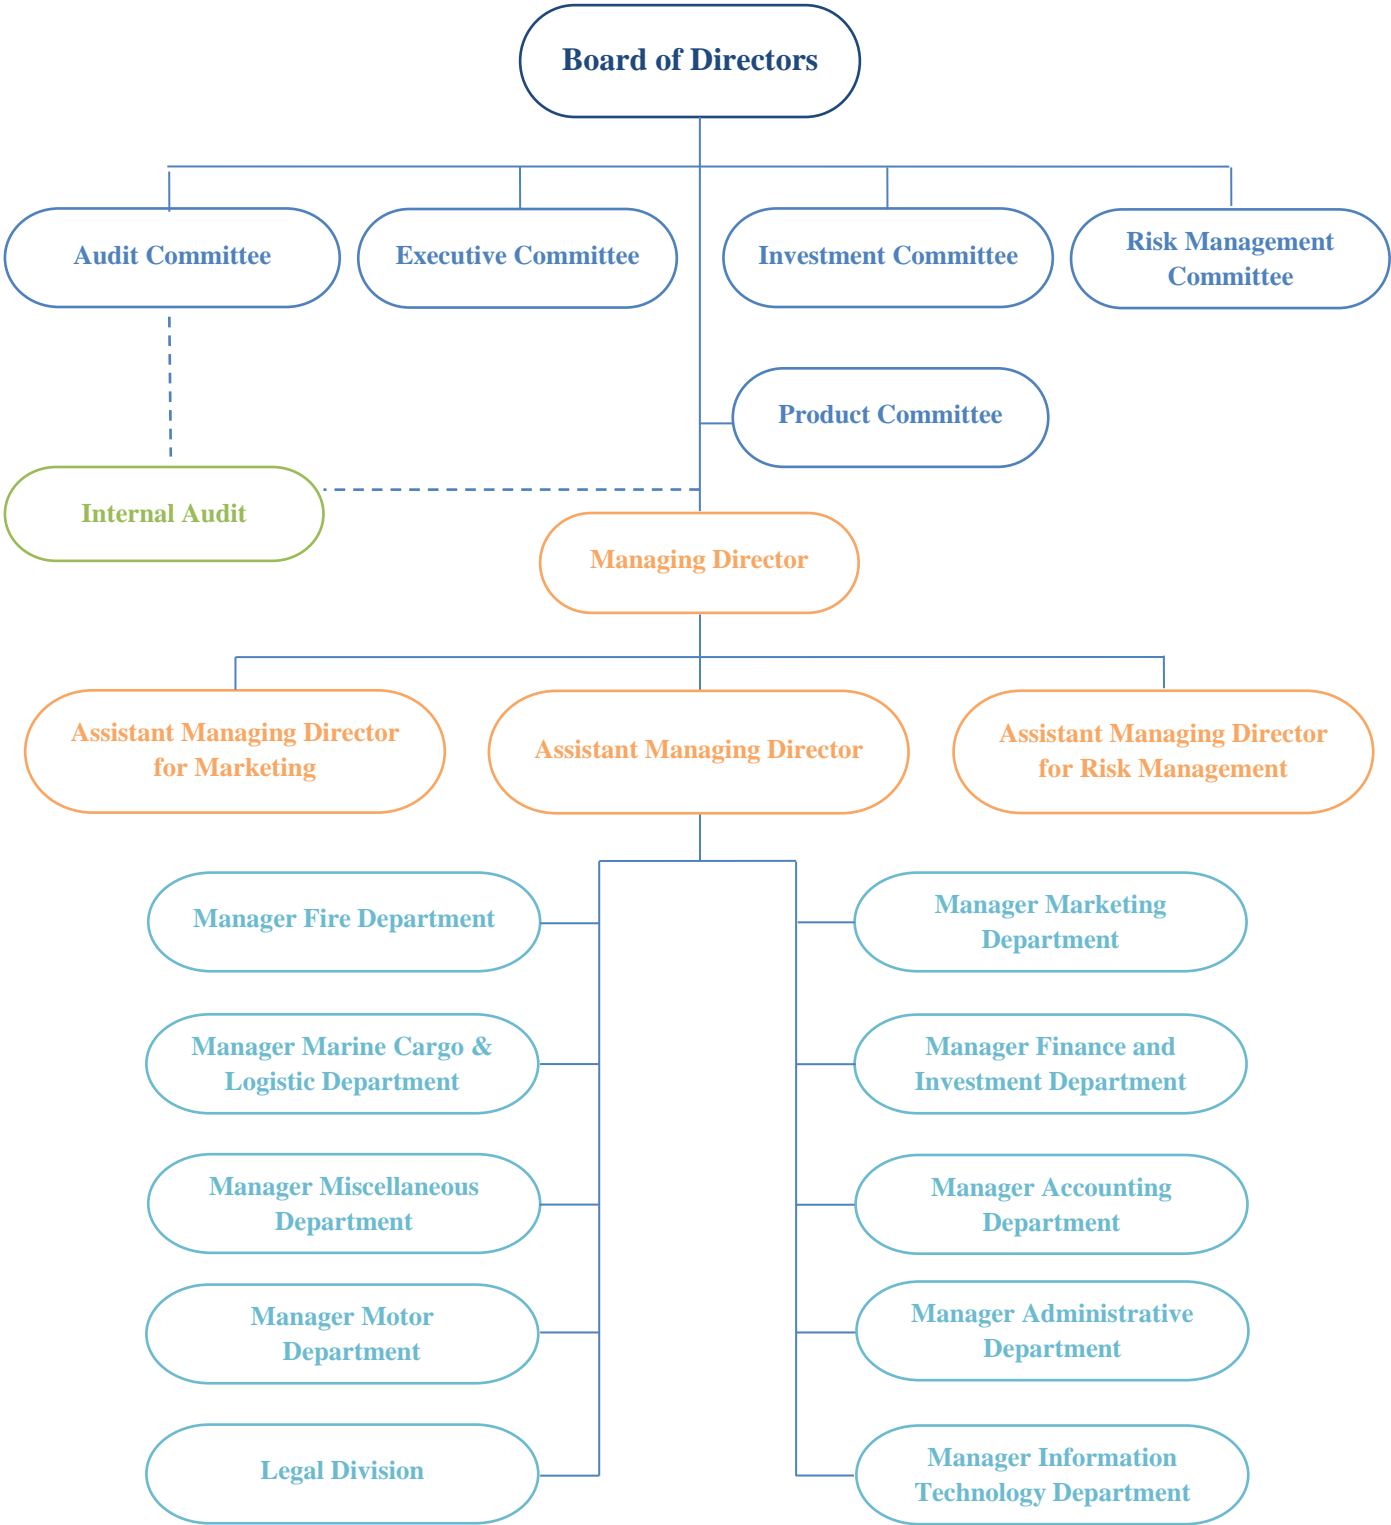 Board of Directors
Audit Committee
Executive Committee
Investment Committee
Risk Management
Committee
Product Committee
Internal Audit
Managing Director
Assistant Managing Director
for Marketing
Assistant Managing Director
Assistant Managing Director
for Risk Management
Manager Fire Department
Manager Marketing
Department
Manager Marine Cargo &
Logistic Department
Manager Finance and
Investment Department
Manager Miscellaneous
Department
Manager Accounting
Department
Manager Motor
Department
Manager Administrative
Department
Legal Division
Manager Information
Technology Department